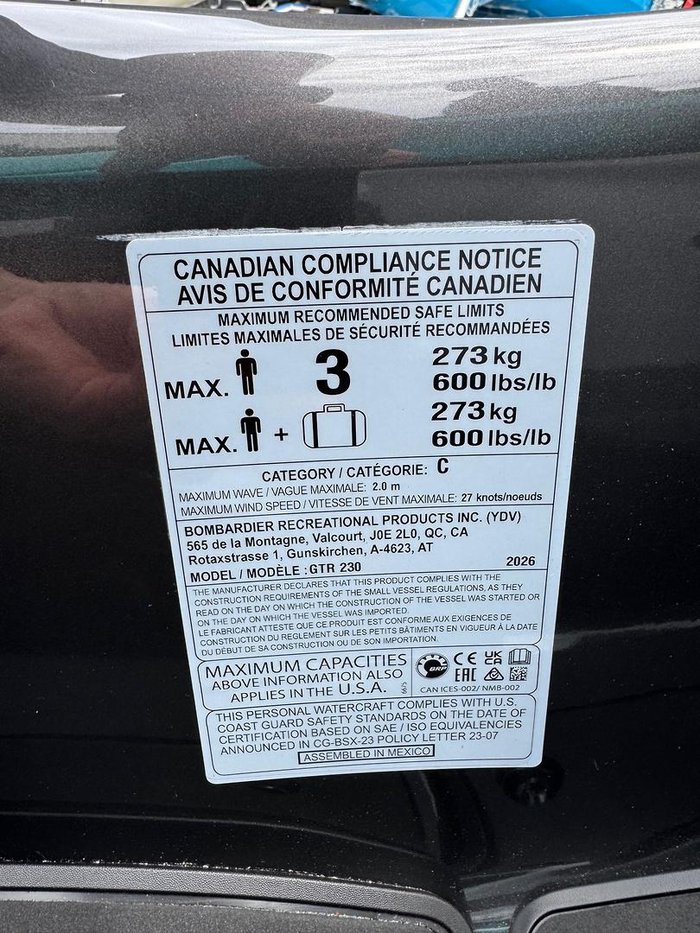 CANADIAN COMPLIANCE NOTICE
AVIS DE CONFORMITÉ CANADIEN
MAXIMUM RECOMMENDED SAFE LIMITS
LIMITES MAXIMALES DE SÉCURITÉ RECOMMANDÉES
MAX. 3 273 kg
600 lbs/lb
MAX. + 273 kg
600 lbs/lb
CATEGORY / CATÉGORIE: C
MAXIMUM WAVE / VAGUE MAXIMALE: 2.0 m
MAXIMUM WIND SPEED / VITESSE DE VENT MAXIMALE: 27 knots/noeuds
BOMBARDIER RECREATIONAL PRODUCTS INC. (YDV)
565 de la Montagne, Valcourt, J0E 2L0, QC, CA
Rotaxstrasse 1, Gunskirchen, A-4623, AT
MODEL / MODÈLE : GTR 230 2026
THE MANUFACTURER DECLARES THAT THIS PRODUCT COMPLIES WITH THE
CONSTRUCTION REQUIREMENTS OF THE SMALL VESSEL REGULATIONS, AS THEY
READ ON THE DAY ON WHICH THE CONSTRUCTION OF THE VESSEL WAS STARTED OR
ON THE DAY ON WHICH THE VESSEL WAS IMPORTED.
LE FABRICANT ATTESTE QUE CE PRODUIT EST CONFORME AUX EXIGENCES DE
CONSTRUCTION DU REGLEMENT SUR LES PETITS BÂTIMENTS EN VIGUEUR À LA DATE
DU DÉBUT DE SA CONSTRUCTION OU DE SON IMPORTATION.
MAXIMUM CAPACITIES
ABOVE INFORMATION ALSO
APPLIES IN THE U.S.A.
6675
BRP CE UK CA
EAC
CAN ICES-002/ NMB-002
THIS PERSONAL WATERCRAFT COMPLIES WITH U.S.
COAST GUARD SAFETY STANDARDS ON THE DATE OF
CERTIFICATION BASED ON SAE / ISO EQUIVALENCIES
ANNOUNCED IN CG-BSX-23 POLICY LETTER 23-07
ASSEMBLED IN MEXICO